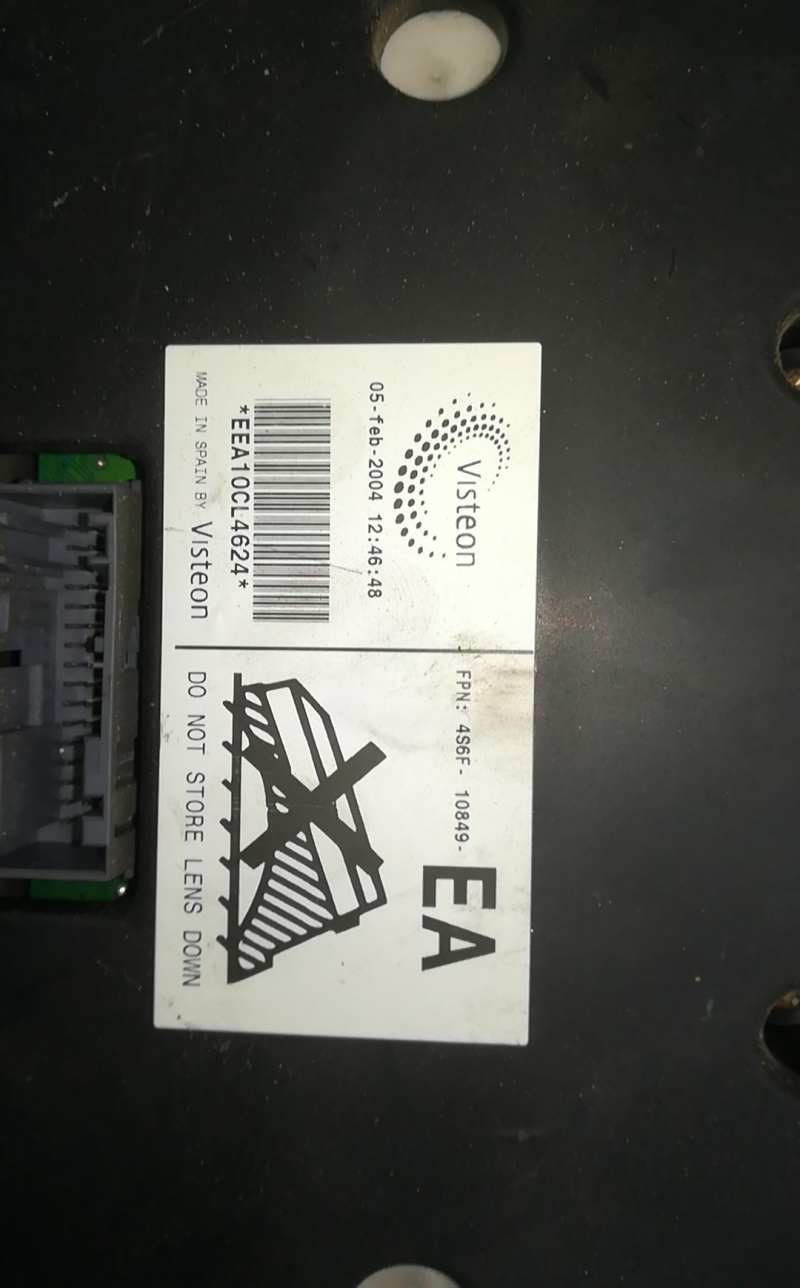 Visteon
05-feb-2004 12:46:48
*EEA10CL4624*
MADE IN SPAIN BY Visteon
FPN: 4S6F- 10849- EA
DO NOT STORE LENS DOWN